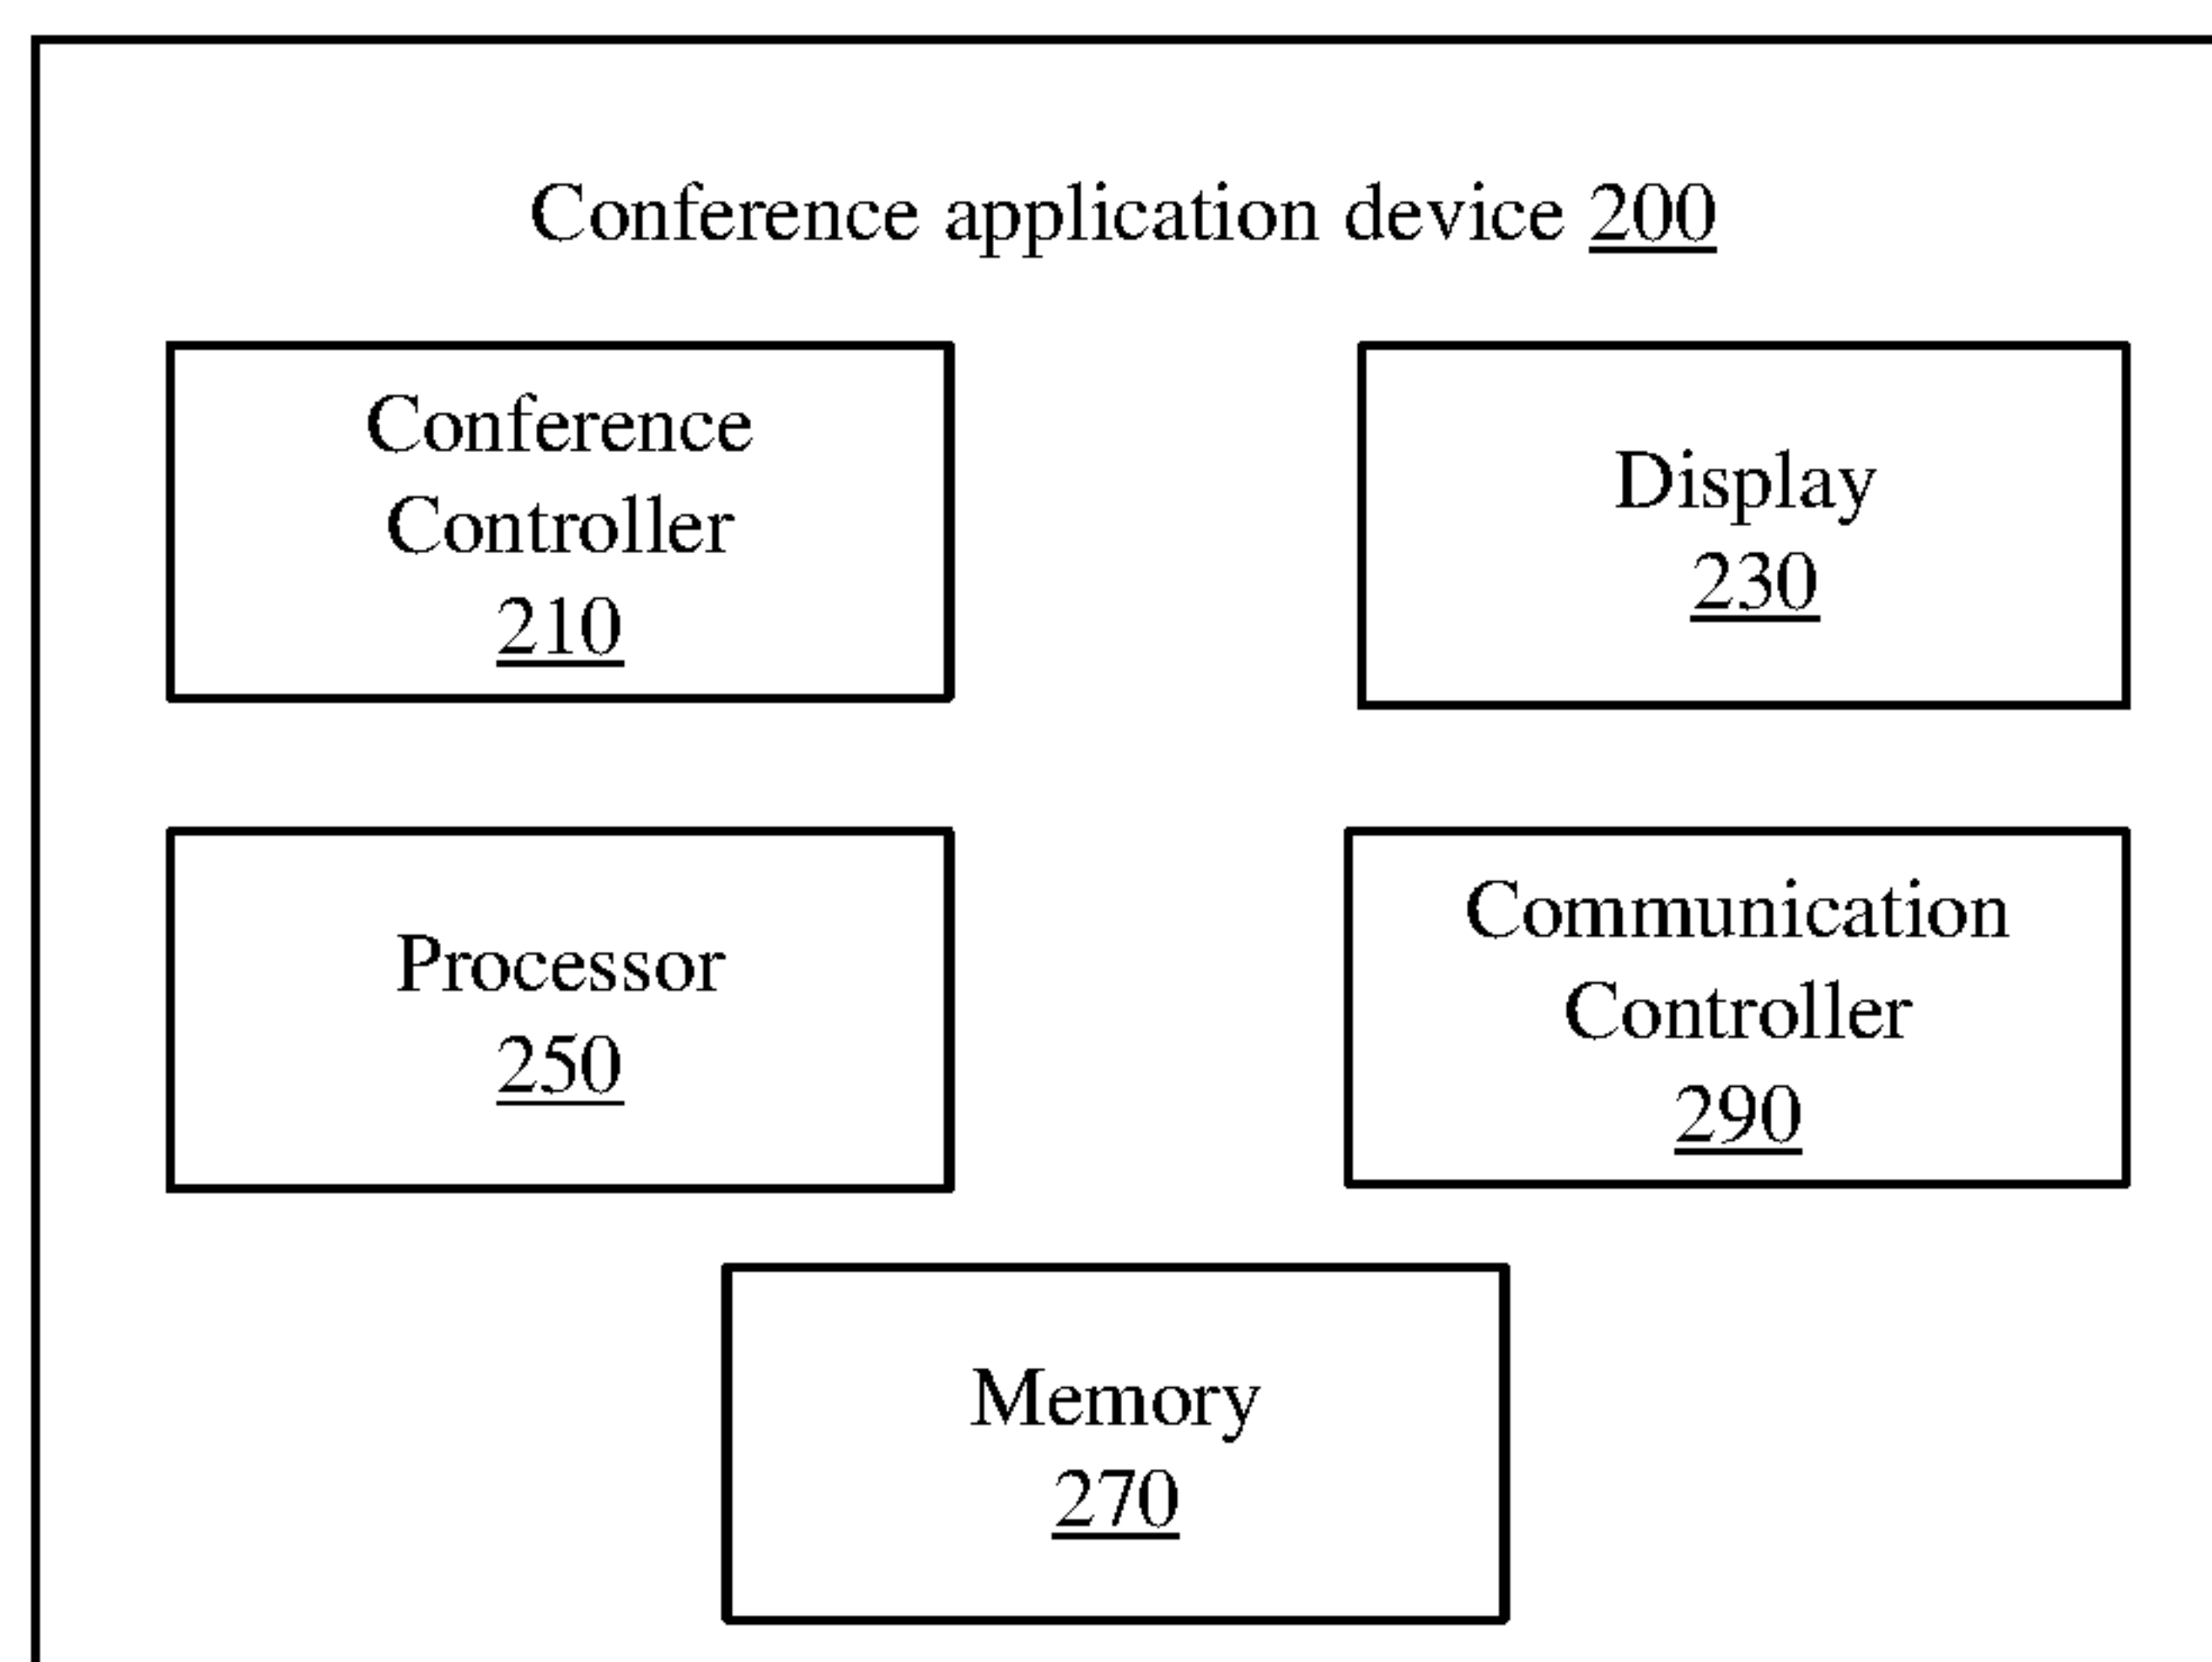 Conference application device 200
Conference
Controller
210
Display
230
Processor
250
Communication
Controller
290
Memory
270